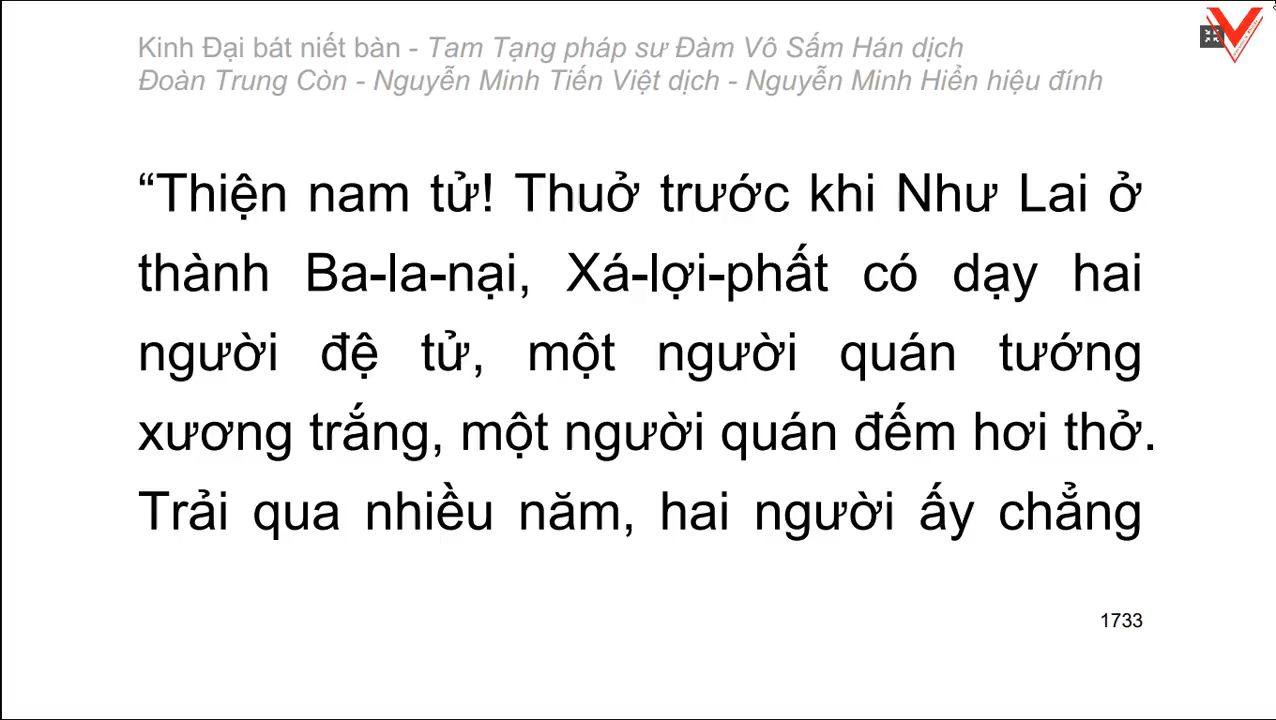 Kinh Đại bát niết bàn - Tam Tạng pháp sư Đàm Vô Sấm Hán dịch
Đoàn Trung Còn - Nguyễn Minh Tiến Việt dịch - Nguyễn Minh Hiển hiệu đính
“Thiện nam tử! Thuở trước khi Như Lai ở
thành Ba-la-nại, Xá-lợi-phất có dạy hai
người đệ tử, một người quán tướng
xương trắng, một người quán đếm hơi thở.
Trải qua nhiều năm, hai người ấy chẳng
1733